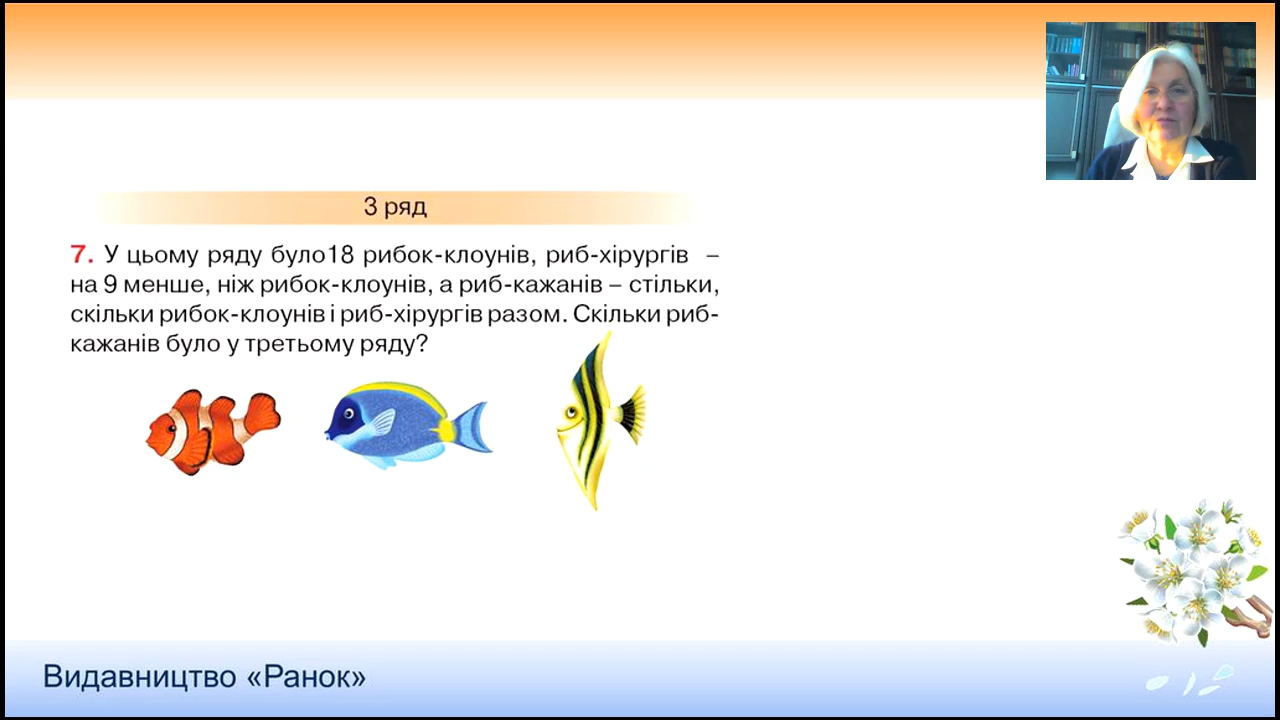 3 ряд
7. У цьому ряду було18 рибок-клоунів, риб-хірургів –
на 9 менше, ніж рибок-клоунів, а риб-кажанів – стільки,
скільки рибок-клоунів і риб-хірургів разом. Скільки риб-
кажанів було у третьому ряду?
Видавництво «Ранок»